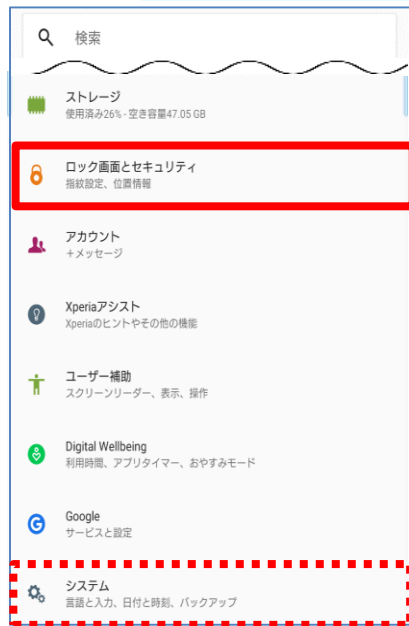 検索
ストレージ
使用済み26% - 空き容量47.05 GB
ロック画面とセキュリティ
指紋設定、位置情報
アカウント
+メッセージ
Xperiaアシスト
Xperiaのヒントやその他の機能
ユーザー補助
スクリーンリーダー、表示、操作
Digital Wellbeing
利用時間、アプリタイマー、おやすみモード
Google
サービスと設定
システム
言語と入力、日付と時刻、バックアップ